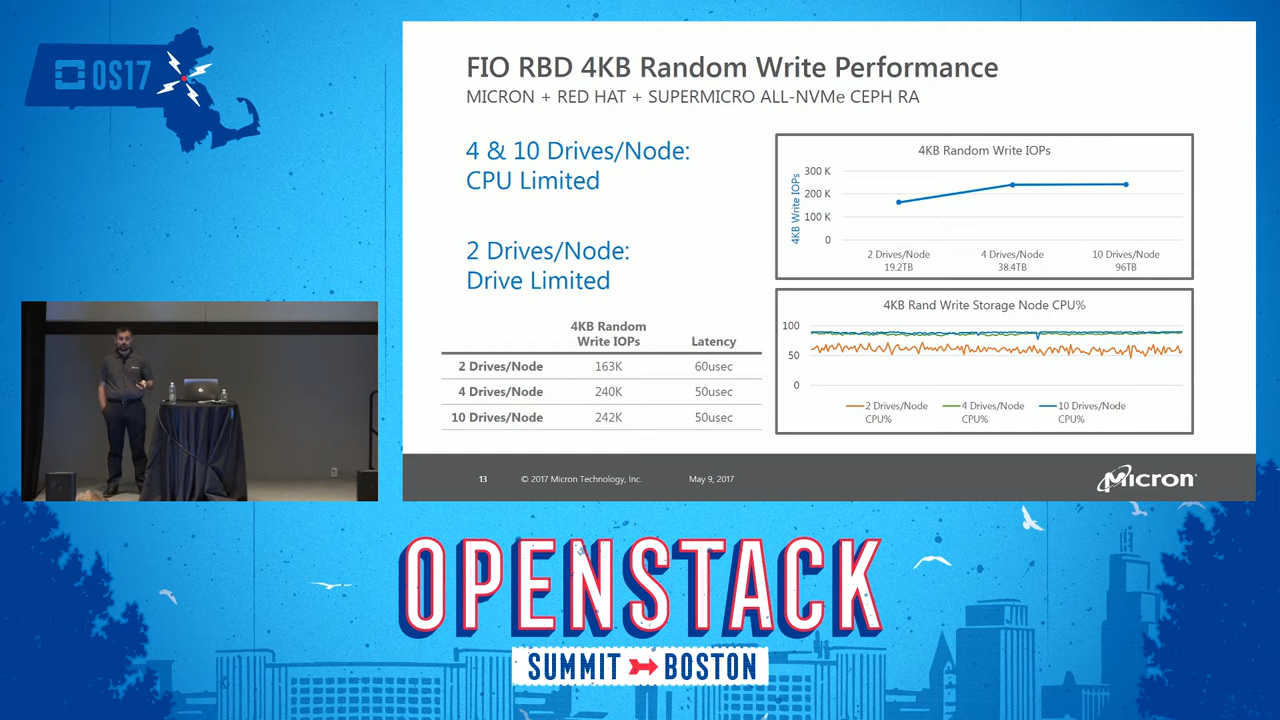 OS17
FIO RBD 4KB Random Write Performance
MICRON + RED HAT + SUPERMICRO ALL-NVMe CEPH RA
4 & 10 Drives/Node:
CPU Limited
2 Drives/Node:
Drive Limited
4KB Random
Write IOPs
Latency
2 Drives/Node 163K 60usec
4 Drives/Node 240K 50usec
10 Drives/Node 242K 50usec
4KB Random Write IOPs
4KB Write IOPs
300 K
200 K
100 K
0
2 Drives/Node
19.2TB
4 Drives/Node
38.4TB
10 Drives/Node
96TB
4KB Rand Write Storage Node CPU%
100
50
0
2 Drives/Node
CPU%
4 Drives/Node
CPU%
10 Drives/Node
CPU%
13 © 2017 Micron Technology, Inc. May 9, 2017
Micron
OPENSTACK
SUMMIT BOSTON